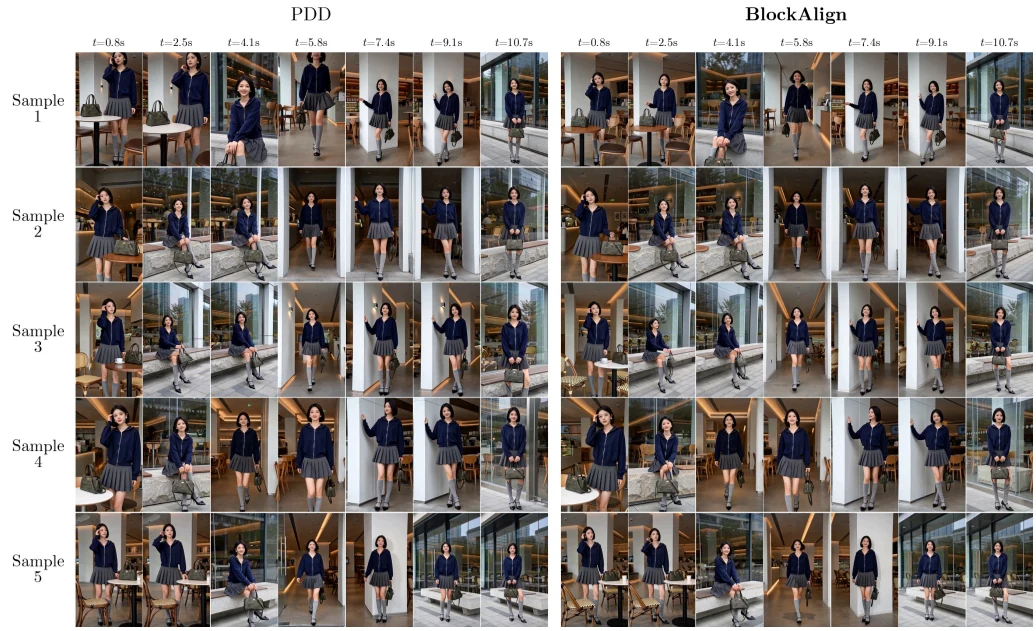 PDD
BlockAlign
t=0.8s t=2.5s t=4.1s t=5.8s t=7.4s t=9.1s t=10.7s
t=0.8s t=2.5s t=4.1s t=5.8s t=7.4s t=9.1s t=10.7s
Sample
1
Sample
2
Sample
3
Sample
4
Sample
5